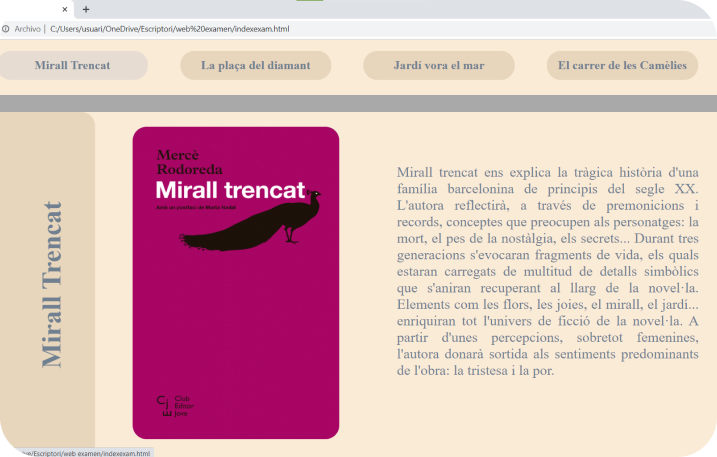 Archivo | C:/Users/usuari/OneDrive/Escriptori/web%20examen/indexexam.html
Mirall Trencat
La plaça del diamant
Jardí vora el mar
El carrer de les Camèlies
Mirall Trencat
Mercè
Rodoreda
Mirall trencat
Amb un postfaci de Marta Nadal
Club
Editor
Jove
Mirall trencat ens explica la tràgica història d'una
família barcelonina de principis del segle XX.
L'autora reflectirà, a través de premonicions i
records, conceptes que preocupen als personatges: la
mort, el pes de la nostàlgia, els secrets... Durant tres
generacions s'evocaran fragments de vida, els quals
estaran carregats de multitud de detalls simbòlics
que s'aniran recuperant al llarg de la novel·la.
Elements com les flors, les joies, el mirall, el jardí...
enriquiran tot l'univers de ficció de la novel·la. A
partir d'unes percepcions, sobretot femenines,
l'autora donarà sortida als sentiments predominants
de l'obra: la tristesa i la por.
ve/Escriptori/web examen/indexexam.html